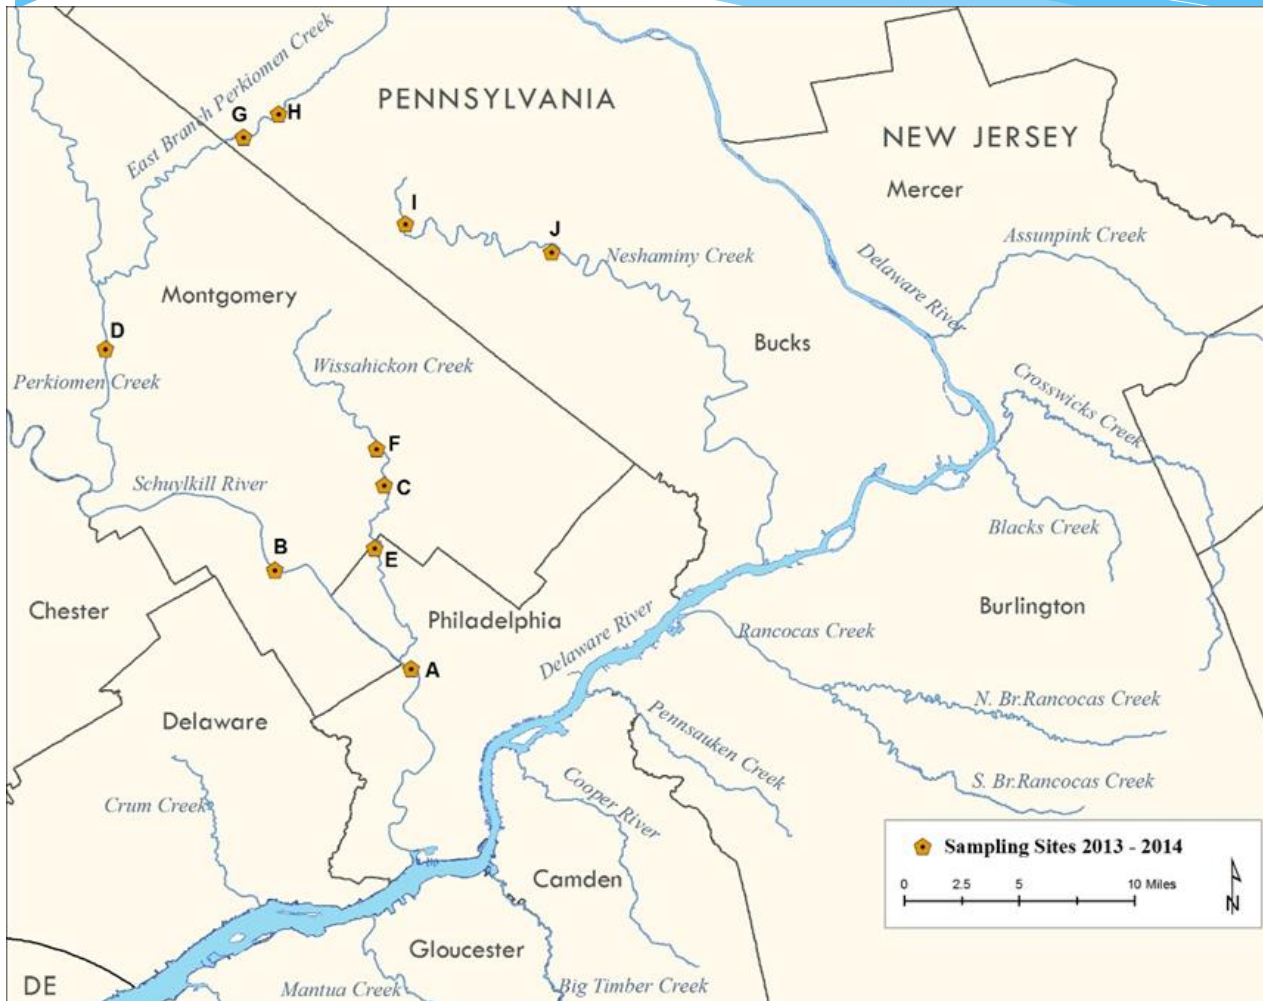 East Branch Perkiomen Creek
PENNSYLVANIA
G
H
NEW JERSEY
Mercer
I
J
Neshaminy Creek
Assunpink Creek
Delaware River
Montgomery
D
Wissahickon Creek
Bucks
Perkiomen Creek
Crosswicks Creek
F
C
Schuylkill River
Blacks Creek
B
E
Chester
Philadelphia
Burlington
Delaware River
Rancocas Creek
A
N. Br.Rancocas Creek
Delaware
Pennsauken Creek
S. Br.Rancocas Creek
Crum Creek
Cooper River
Sampling Sites 2013 - 2014
0 2.5 5 10 Miles
N
Camden
Gloucester
DE
Mantua Creek
Big Timber Creek